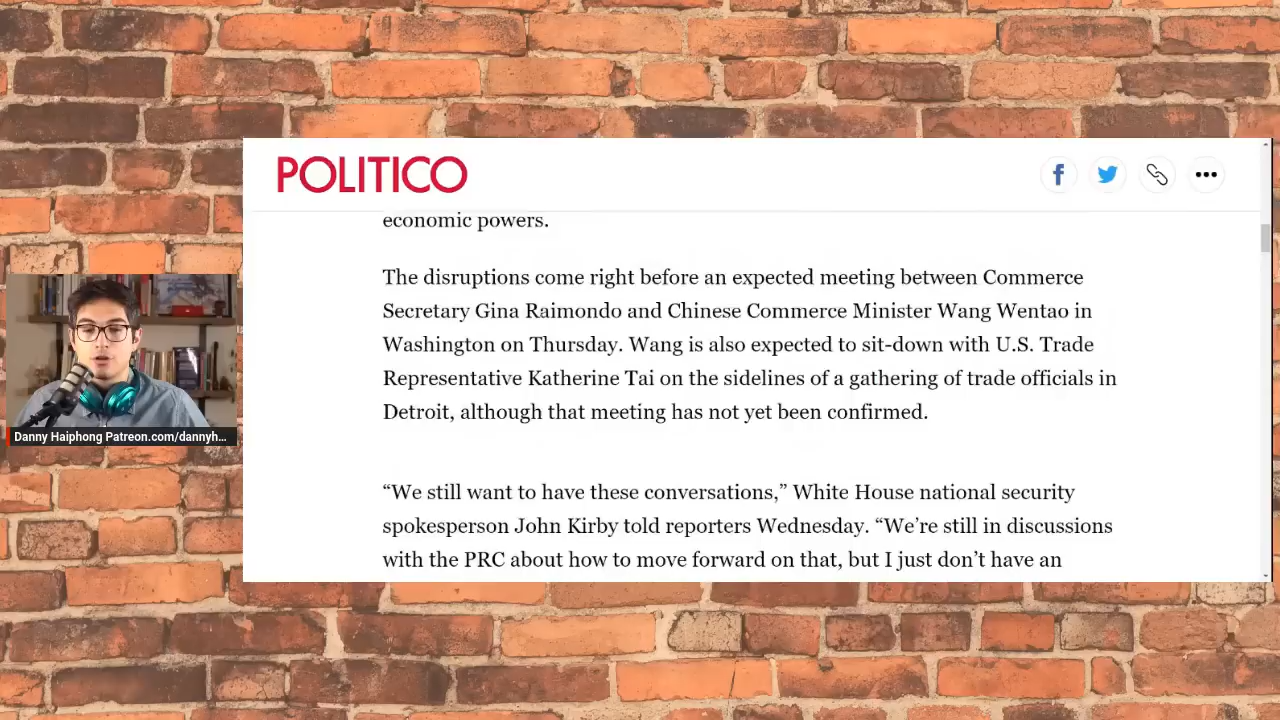 POLITICO
economic powers.
The disruptions come right before an expected meeting between Commerce
Secretary Gina Raimondo and Chinese Commerce Minister Wang Wentao in
Washington on Thursday. Wang is also expected to sit-down with U.S. Trade
Representative Katherine Tai on the sidelines of a gathering of trade officials in
Detroit, although that meeting has not yet been confirmed.
“We still want to have these conversations,” White House national security
spokesperson John Kirby told reporters Wednesday. “We’re still in discussions
with the PRC about how to move forward on that, but I just don’t have an
Danny Haiphong Patreon.com/dannyh...